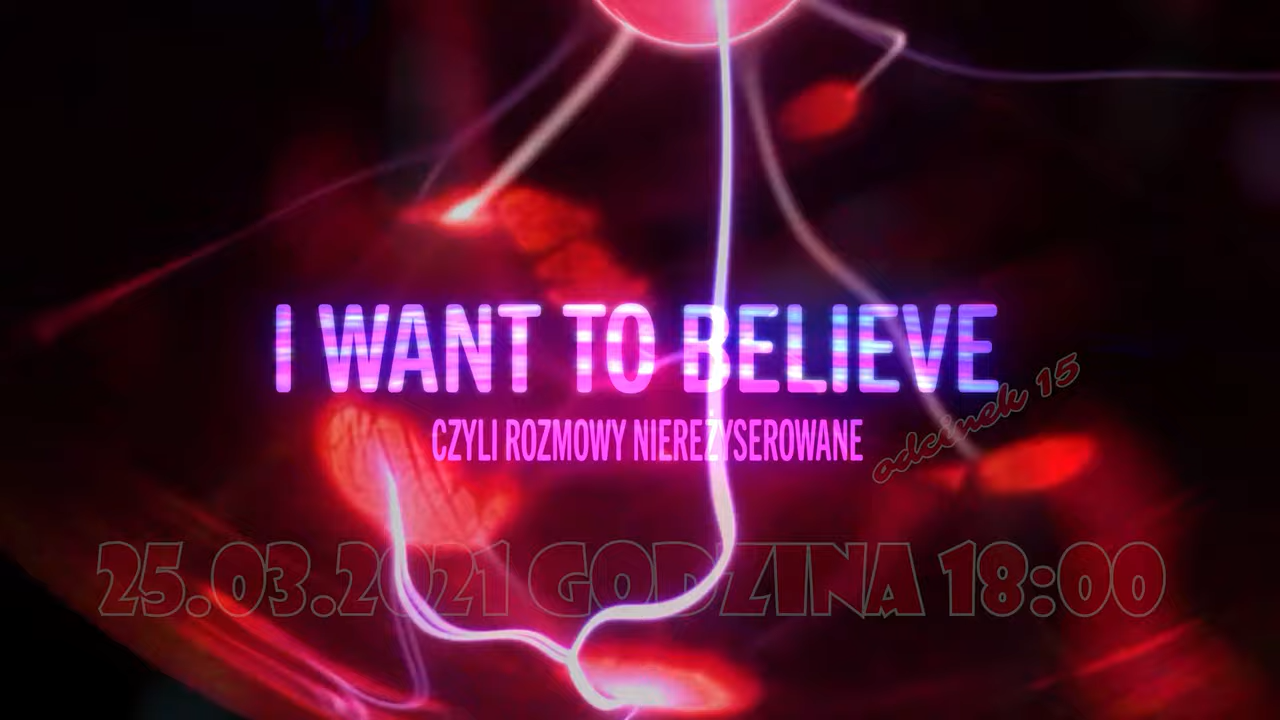 I WANT TO BELIEVE
CZYLI ROZMOWY NIEREŻYSEROWANE
odcinek 15
25.03.2021 GODZINA 18:00